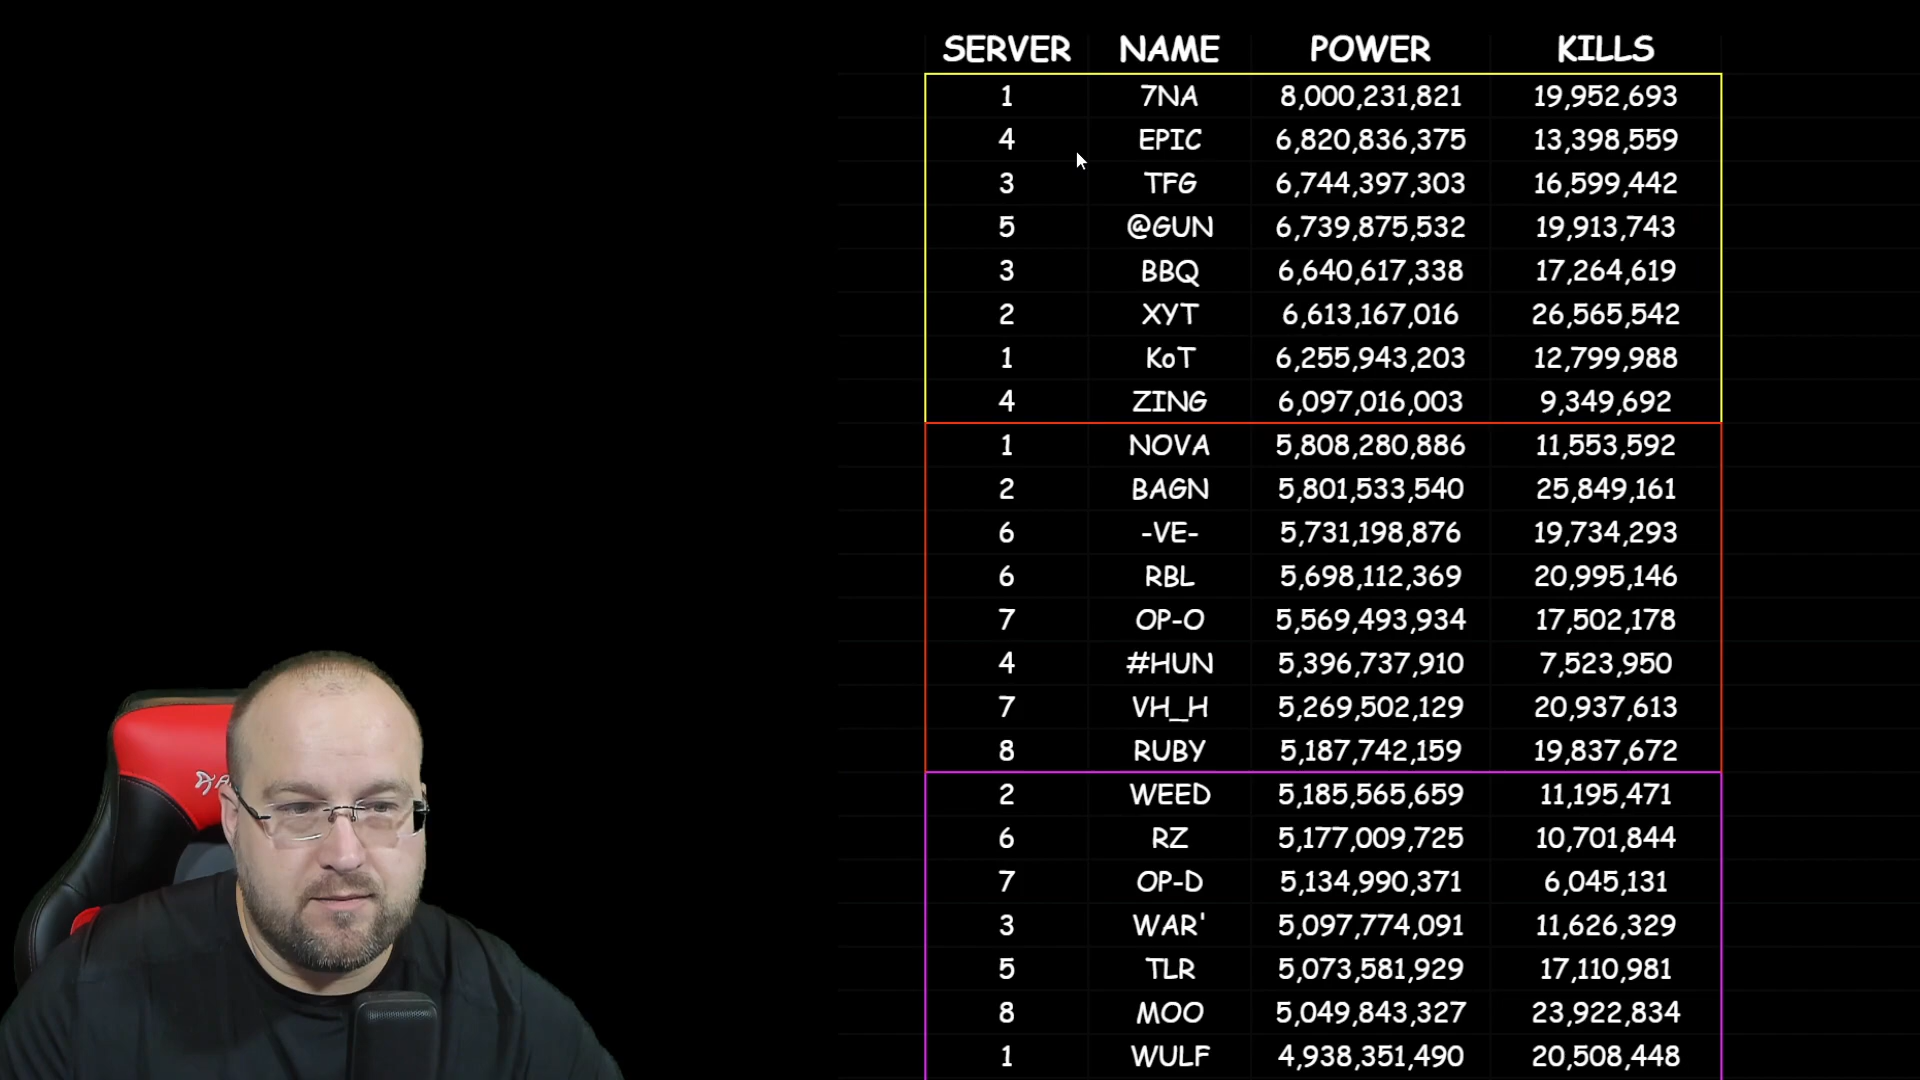 SERVER NAME POWER KILLS
1 7NA 8,000,231,821 19,952,693
4 EPIC 6,820,836,375 13,398,559
3 TFG 6,744,397,303 16,599,442
5 @GUN 6,739,875,532 19,913,743
3 BBQ 6,640,617,338 17,264,619
2 XYT 6,613,167,016 26,565,542
1 KoT 6,255,943,203 12,799,988
4 ZING 6,097,016,003 9,349,692
1 NOVA 5,808,280,886 11,553,592
2 BAGN 5,801,533,540 25,849,161
6 -VE- 5,731,198,876 19,734,293
6 RBL 5,698,112,369 20,995,146
7 OP-O 5,569,493,934 17,502,178
4 #HUN 5,396,737,910 7,523,950
7 VH_H 5,269,502,129 20,937,613
8 RUBY 5,187,742,159 19,837,672
2 WEED 5,185,565,659 11,195,471
6 RZ 5,177,009,725 10,701,844
7 OP-D 5,134,990,371 6,045,131
3 WAR' 5,097,774,091 11,626,329
5 TLR 5,073,581,929 17,110,981
8 MOO 5,049,843,327 23,922,834
1 WULF 4,938,351,490 20,508,448